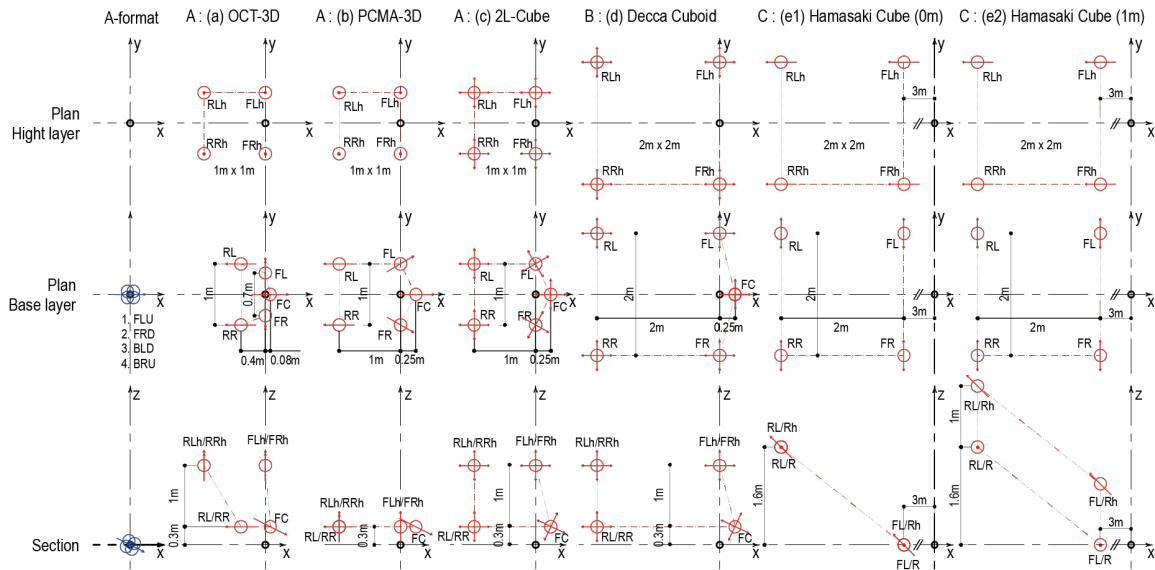 A-format
A : (a) OCT-3D
A : (b) PCMA-3D
A : (c) 2L-Cube
B : (d) Decca Cuboid
C : (e1) Hamasaki Cube (0m)
C : (e2) Hamasaki Cube (1m)
Plan
Hight layer
y
x
y
RLh
FLh
x
RRh
FRh
1m x 1m
y
RLh
FLh
x
RRh
FRh
1m x 1m
y
RLh
FLh
x
RRh
FRh
1m x 1m
y
RLh
FLh
x
2m x 2m
RRh
FRh
y
RLh
FLh
3m
x
2m x 2m
RRh
FRh
y
RLh
FLh
3m
x
2m x 2m
RRh
FRh
Plan
Base layer
y
x
1. FLU
2. FRD
3. BLD
4. BRU
y
RL
FL
1m
0.7m
FC
x
RR
FR
0.4m
0.08m
y
RL
FL
1m
FC
x
RR
FR
1m
0.25m
y
RL
FL
1m
FC
x
RR
FR
1m
0.25m
y
RL
FL
FC
x
2m
2m
0.25m
RR
FR
y
RL
FL
x
2m
2m
3m
RR
FR
y
RL
FL
x
2m
2m
3m
RR
FR
Section
z
x
z
RLh/RRh
FLh/FRh
1m
RL/RR
FC
0.3m
x
z
RLh/RRh
FLh/FRh
0.3m
RL/RR
FC
x
z
RLh/RRh
FLh/FRh
1m
0.3m
RL/RR
FC
x
z
RLh/RRh
FLh/FRh
1m
0.3m
RL/RR
FC
x
z
RL/Rh
RL/R
1.6m
3m
FL/Rh
FL/R
x
z
RL/Rh
1m
RL/R
1.6m
FL/Rh
3m
FL/R
x